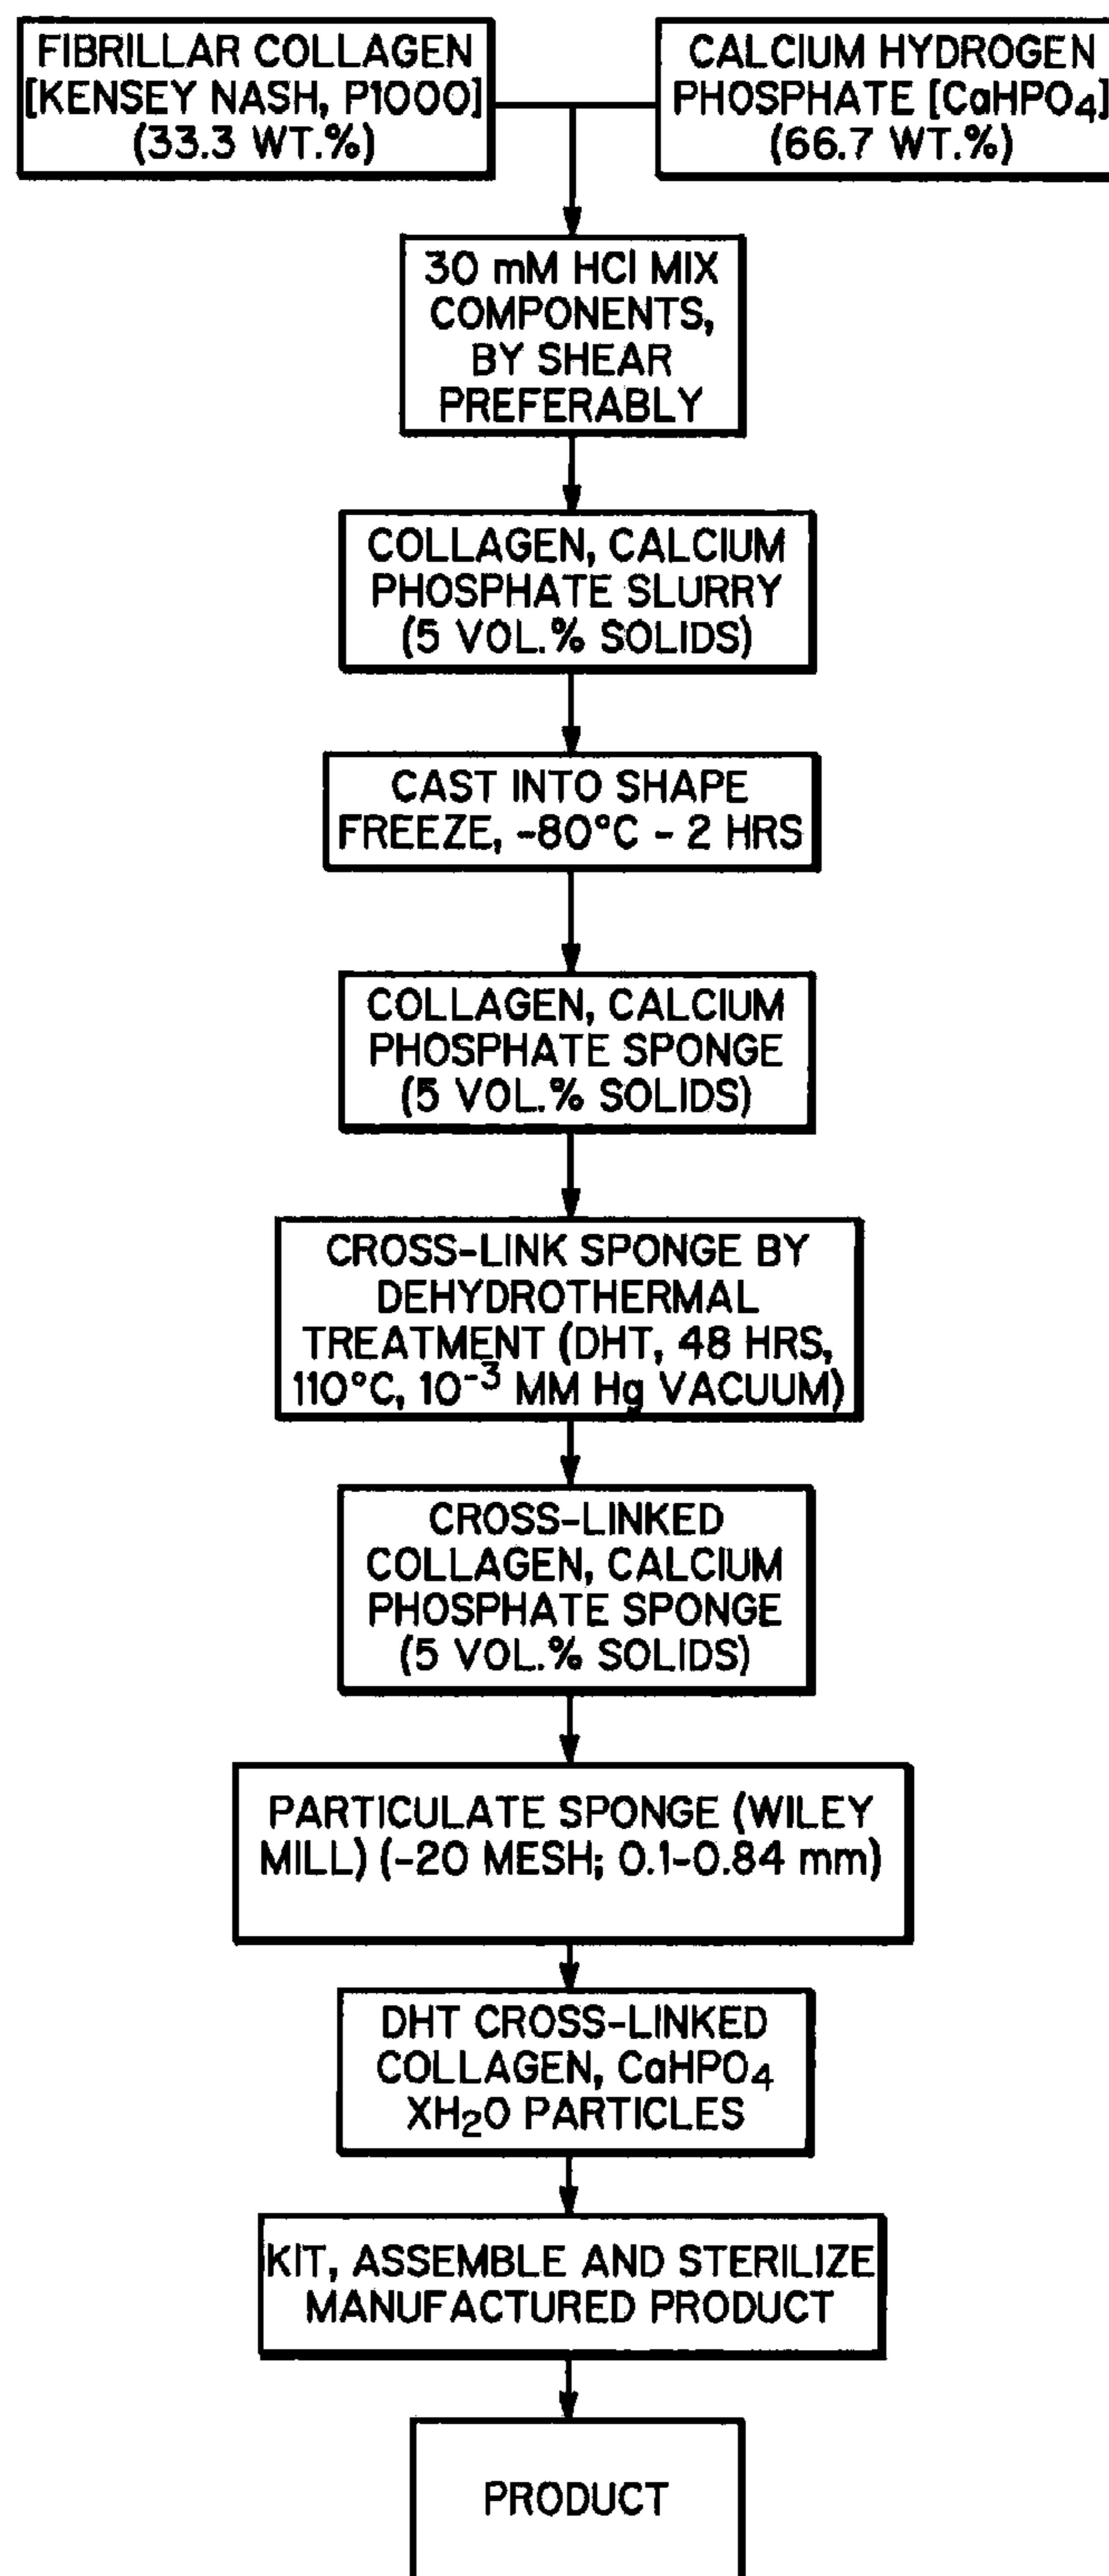 FIBRILLAR COLLAGEN
[KENSEY NASH, P1000]
(33.3 WT.%)
CALCIUM HYDROGEN
PHOSPHATE [CaHPO4]
(66.7 WT.%)
30 mM HCl MIX
COMPONENTS,
BY SHEAR
PREFERABLY
COLLAGEN, CALCIUM
PHOSPHATE SLURRY
(5 VOL.% SOLIDS)
CAST INTO SHAPE
FREEZE, -80°C - 2 HRS
COLLAGEN, CALCIUM
PHOSPHATE SPONGE
(5 VOL.% SOLIDS)
CROSS-LINK SPONGE BY
DEHYDROTHERMAL
TREATMENT (DHT, 48 HRS,
110°C, 10⁻³ MM Hg VACUUM)
CROSS-LINKED
COLLAGEN, CALCIUM
PHOSPHATE SPONGE
(5 VOL.% SOLIDS)
PARTICULATE SPONGE (WILEY
MILL) (-20 MESH; 0.1-0.84 mm)
DHT CROSS-LINKED
COLLAGEN, CaHPO4
XH2O PARTICLES
KIT, ASSEMBLE AND STERILIZE
MANUFACTURED PRODUCT
PRODUCT